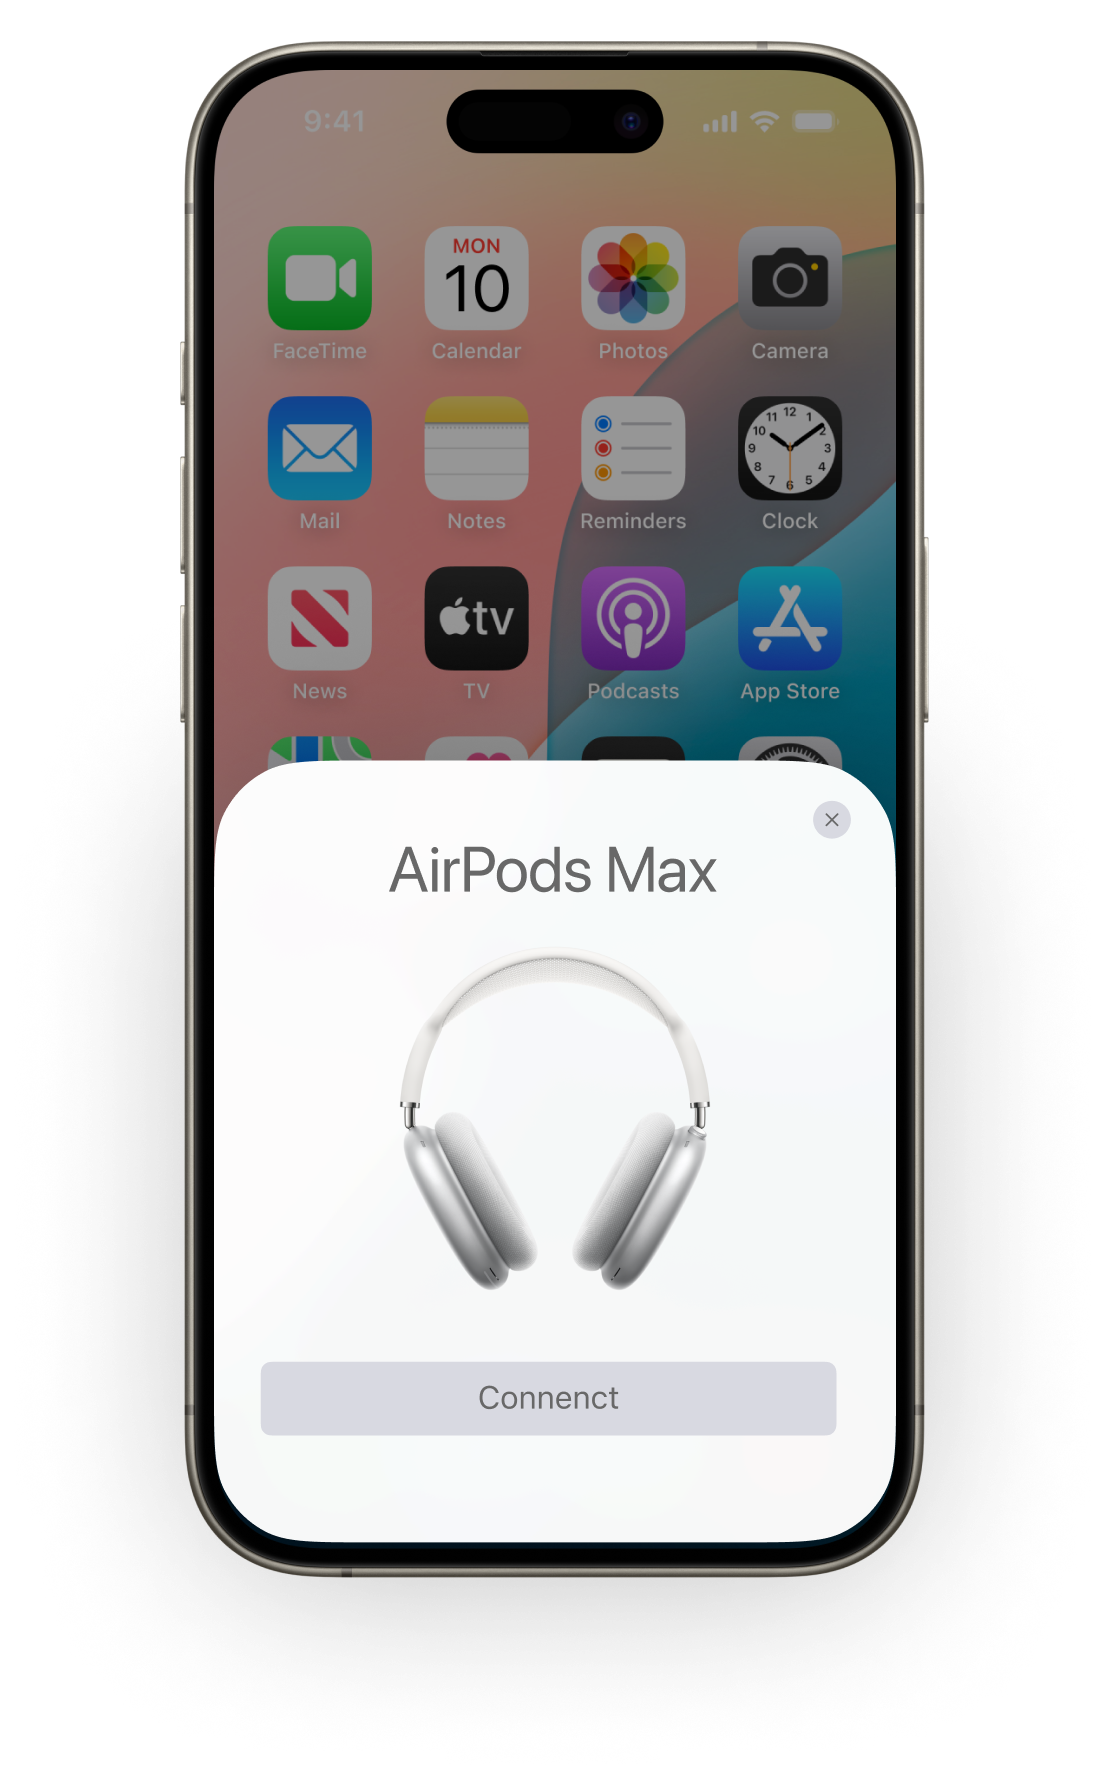 9:41
MON
10
FaceTime Calendar Photos Camera
12
11 1
10 2
9 3
8 4
7 5
6
Mail Notes Reminders Clock
tv
News TV Podcasts App Store
AirPods Max
Connenct